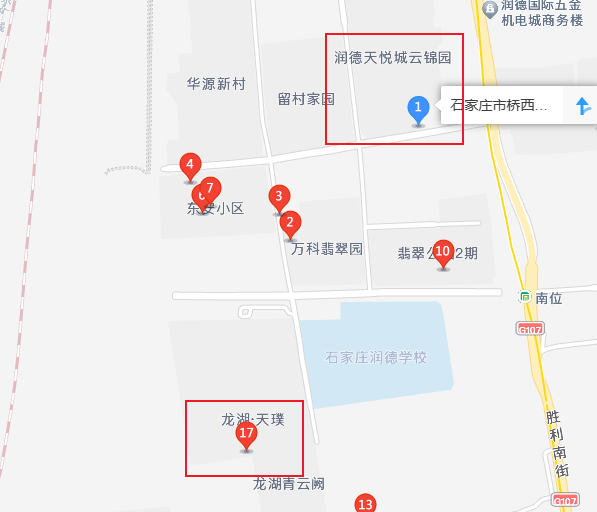 润德国际五金
机电城商务楼
润德天悦城云锦园
华源新村
留村家园
1
石家庄市桥西...
4
3
6
7
东安小区
2
万科翡翠园
10
翡翠公
2期
南位
G107
石家庄润德学校
龙湖·天璞
17
胜利南街
龙湖青云阙
13
G107